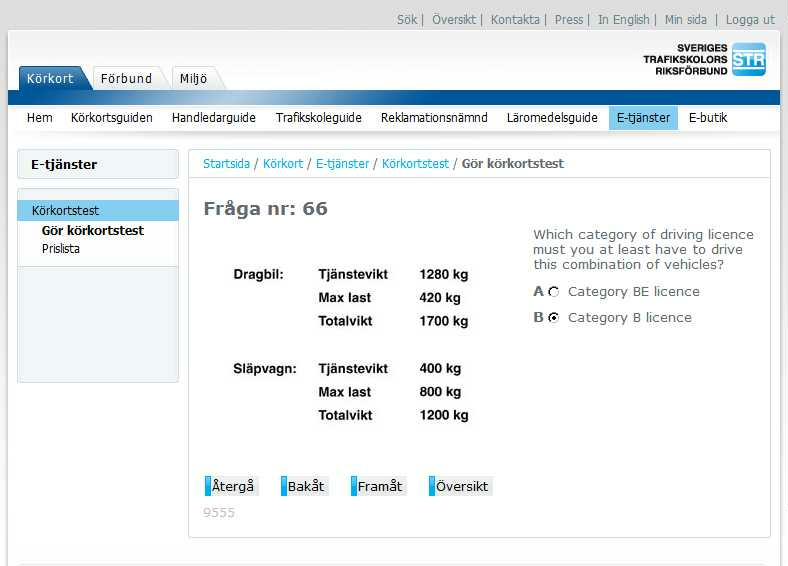 Sök | Översikt | Kontakta | Press | In English | Min sida | Logga ut
SVERIGES
TRAFIKSKOLORS
RIKSFÖRBUND
STR
Körkort Förbund Miljö
Hem Körkortsguiden Handledarguide Trafikskoleguide Reklamationsnämnd Läromedelsguide E-tjänster E-butik
E-tjänster
Körkortstest
Gör körkortstest
Prislista
Startsida / Körkort / E-tjänster / Körkortstest / Gör körkortstest
Fråga nr: 66
Dragbil: Tjänstevikt 1280 kg
Max last 420 kg
Totalvikt 1700 kg
Släpvagn: Tjänstevikt 400 kg
Max last 800 kg
Totalvikt 1200 kg
Which category of driving licence
must you at least have to drive
this combination of vehicles?
A Category BE licence
B Category B licence
Återgå Bakåt Framåt Översikt
9555